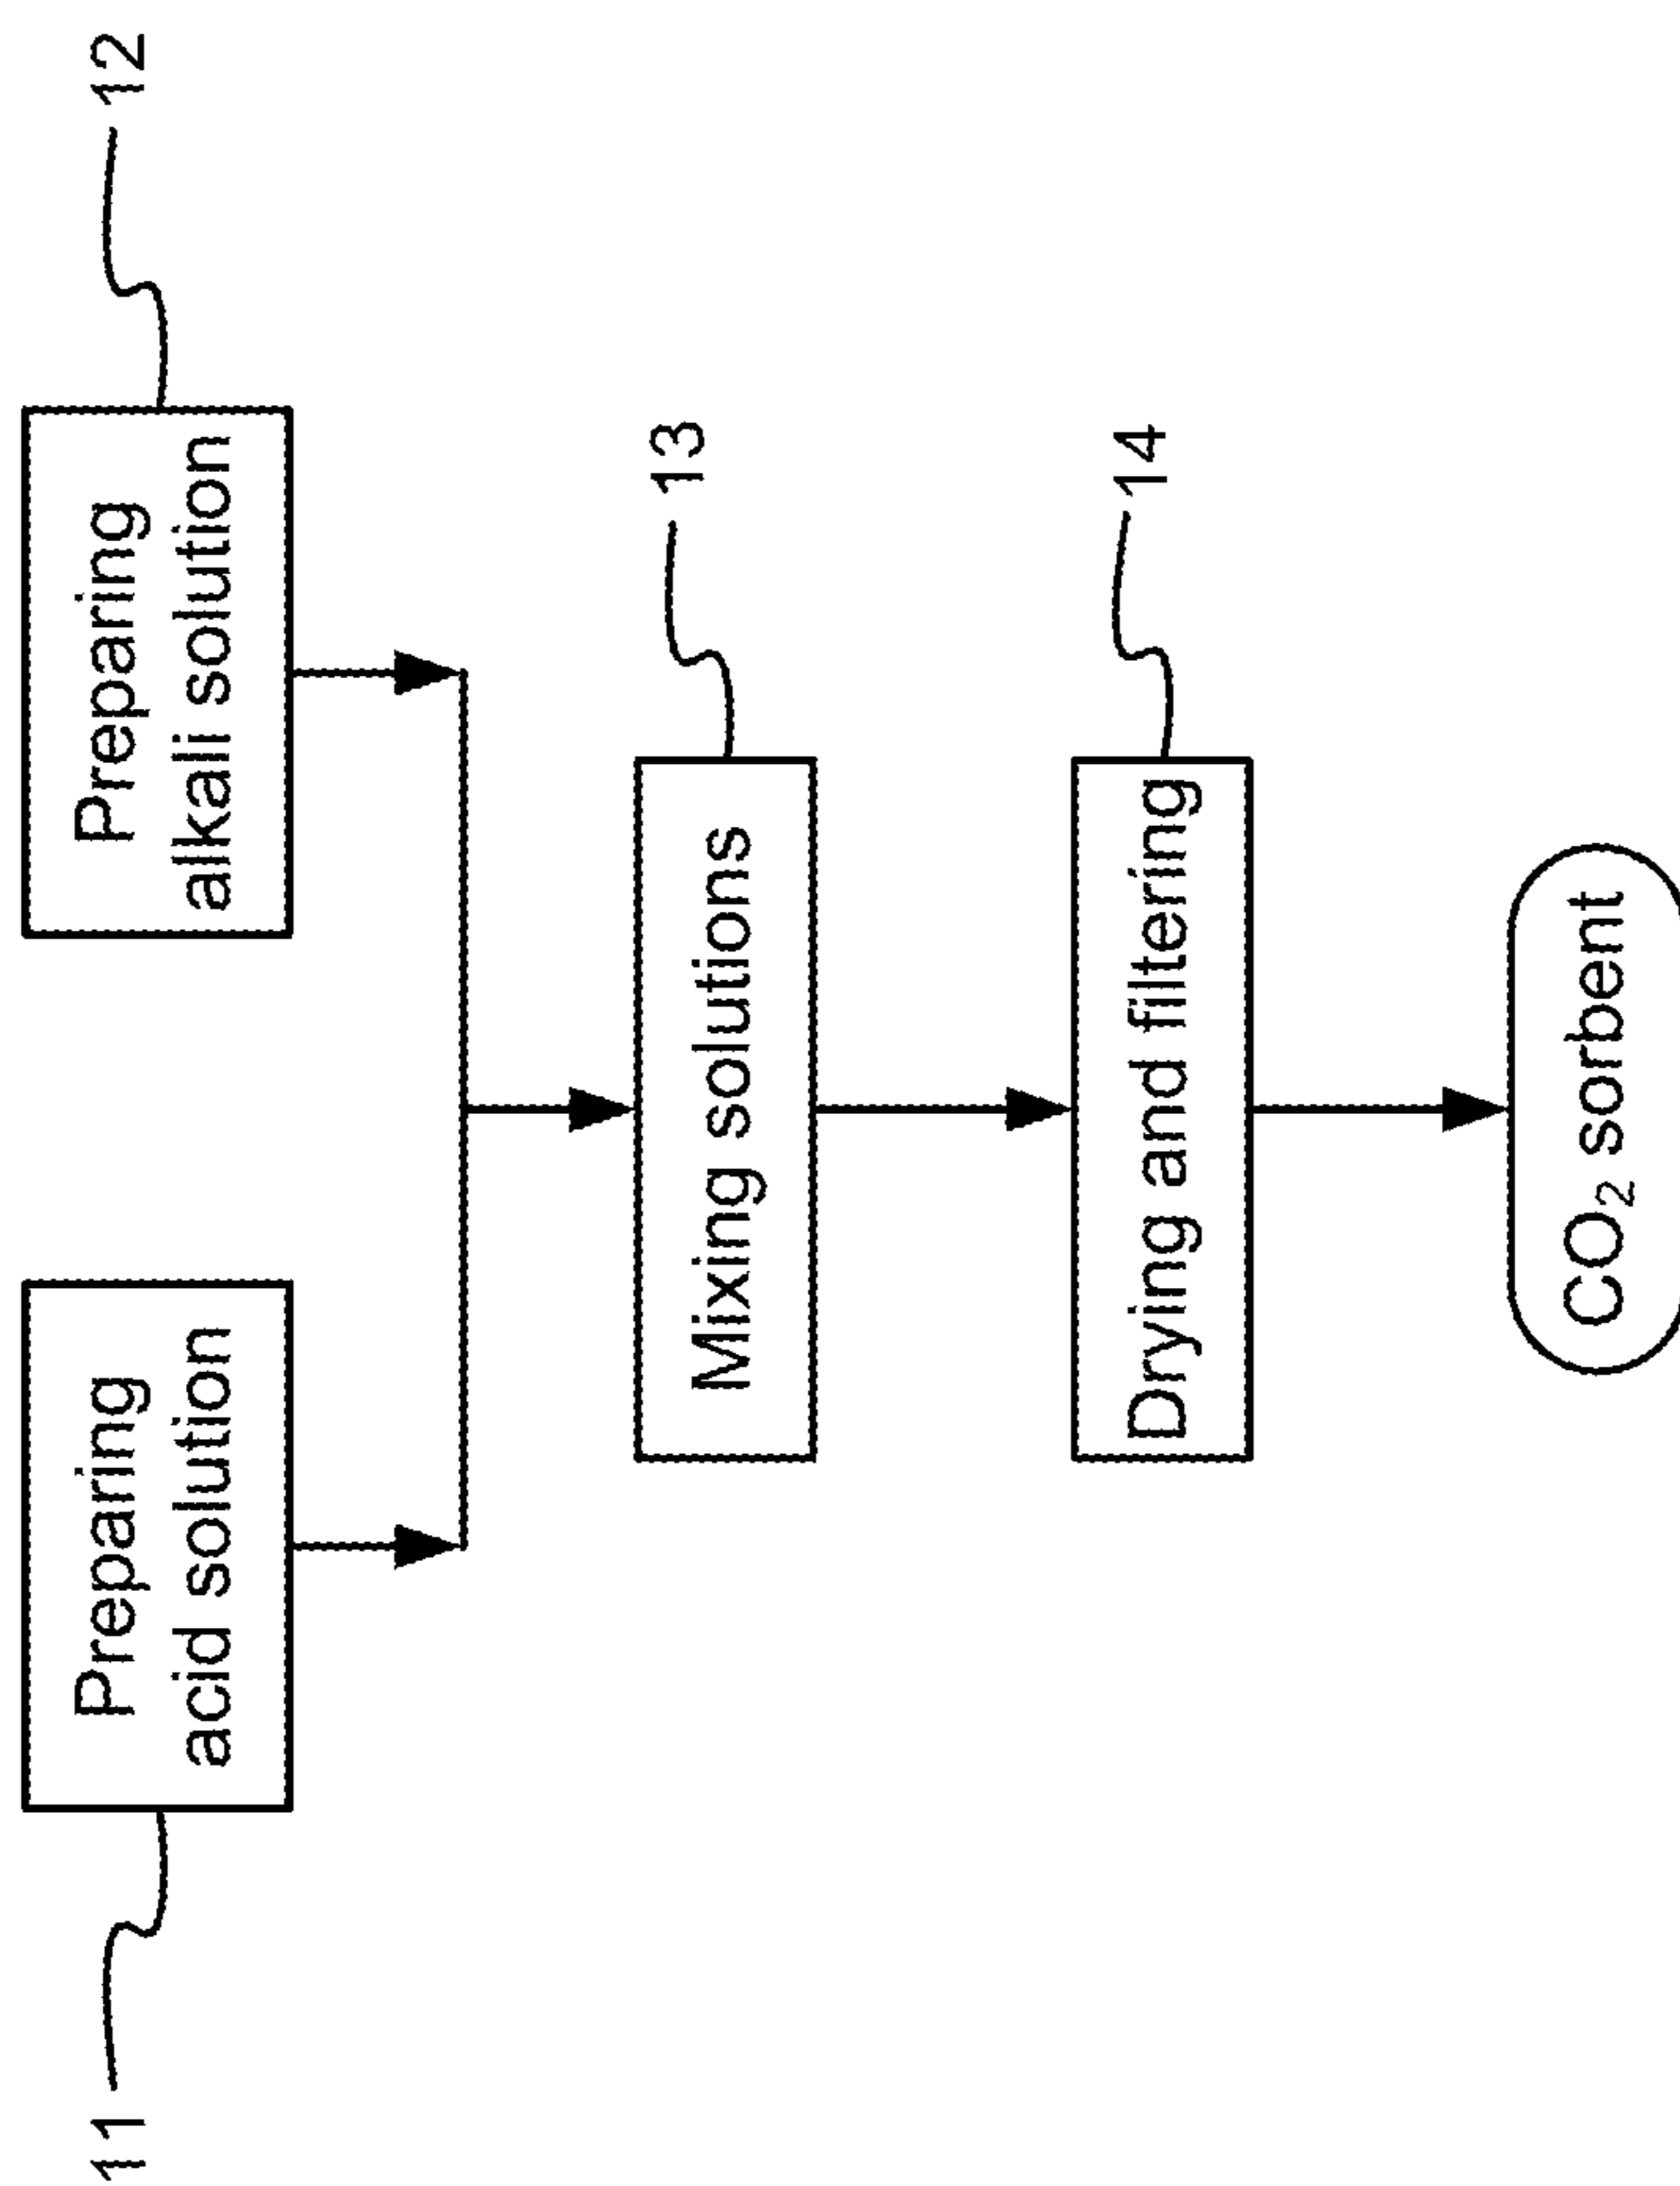 11
Preparing
acid solution
Preparing
alkali solution
12
Mixing solutions
13
Drying and filtering
14
CO₂ sorbent